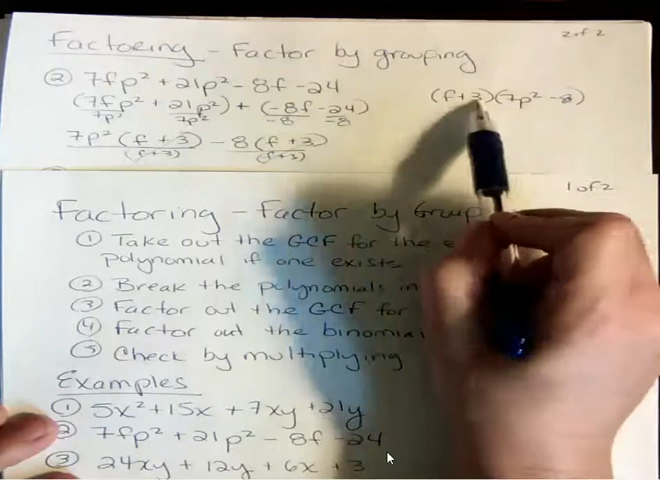 2 of 2
Factoring - Factor by grouping
② 7fp² + 21p² - 8f - 24
(7fp² + 21p²) + (-8f - 24)
7p² 7p² -8 -8
(f+3)(7p² - 8)
7p² (f + 3) - 8 (f + 3)
(f+3) (f+3)
1 of 2
Factoring - Factor by Group
① Take out the GCF for the
polynomial if one exists
② Break the polynomials in
③ Factor out the GCF for
④ Factor out the binomial
⑤ Check by multiplying
Examples
① 5x² + 15x + 7xy + 21y
② 7fp² + 21p² - 8f - 24
③ 24xy + 12y + 6x + 3